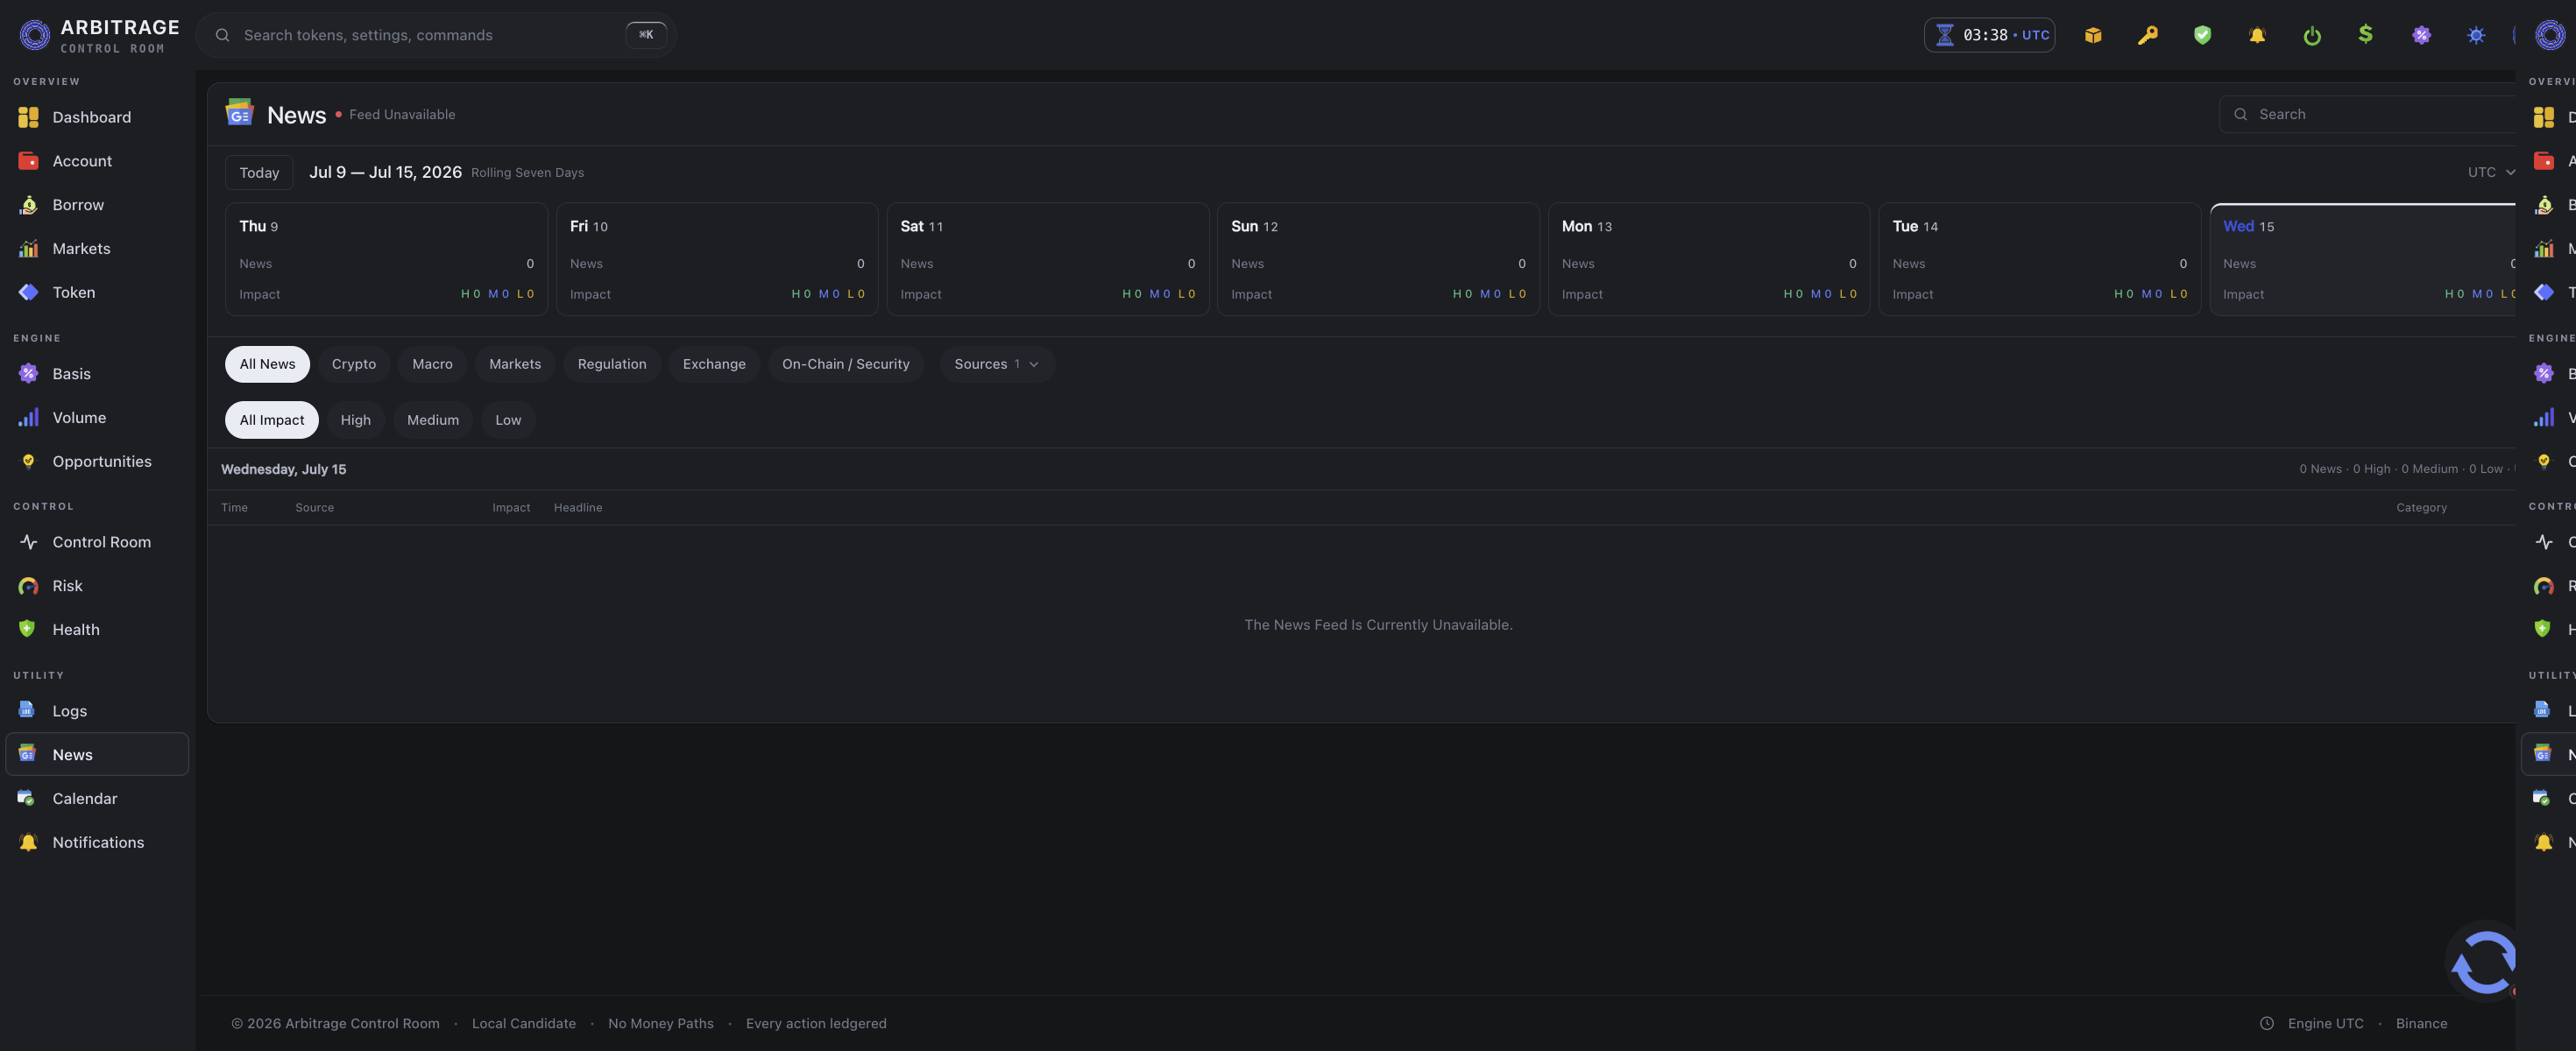 ARBITRAGE
CONTROL ROOM
Search tokens, settings, commands
⌘K
03:38 • UTC
OVERVIEW
Dashboard
Account
Borrow
Markets
Token
ENGINE
Basis
Volume
Opportunities
CONTROL
Control Room
Risk
Health
UTILITY
Logs
News
Calendar
Notifications
News • Feed Unavailable
Search
Today
Jul 9 — Jul 15, 2026 Rolling Seven Days
UTC
Thu 9
News 0
Impact H 0 M 0 L 0
Fri 10
News 0
Impact H 0 M 0 L 0
Sat 11
News 0
Impact H 0 M 0 L 0
Sun 12
News 0
Impact H 0 M 0 L 0
Mon 13
News 0
Impact H 0 M 0 L 0
Tue 14
News 0
Impact H 0 M 0 L 0
Wed 15
News 0
Impact H 0 M 0 L 0
All News Crypto Macro Markets Regulation Exchange On-Chain / Security Sources 1
All Impact High Medium Low
Wednesday, July 15
0 News · 0 High · 0 Medium · 0 Low ·
Time Source Impact Headline Category
The News Feed Is Currently Unavailable.
© 2026 Arbitrage Control Room · Local Candidate · No Money Paths · Every action ledgered
Engine UTC · Binance